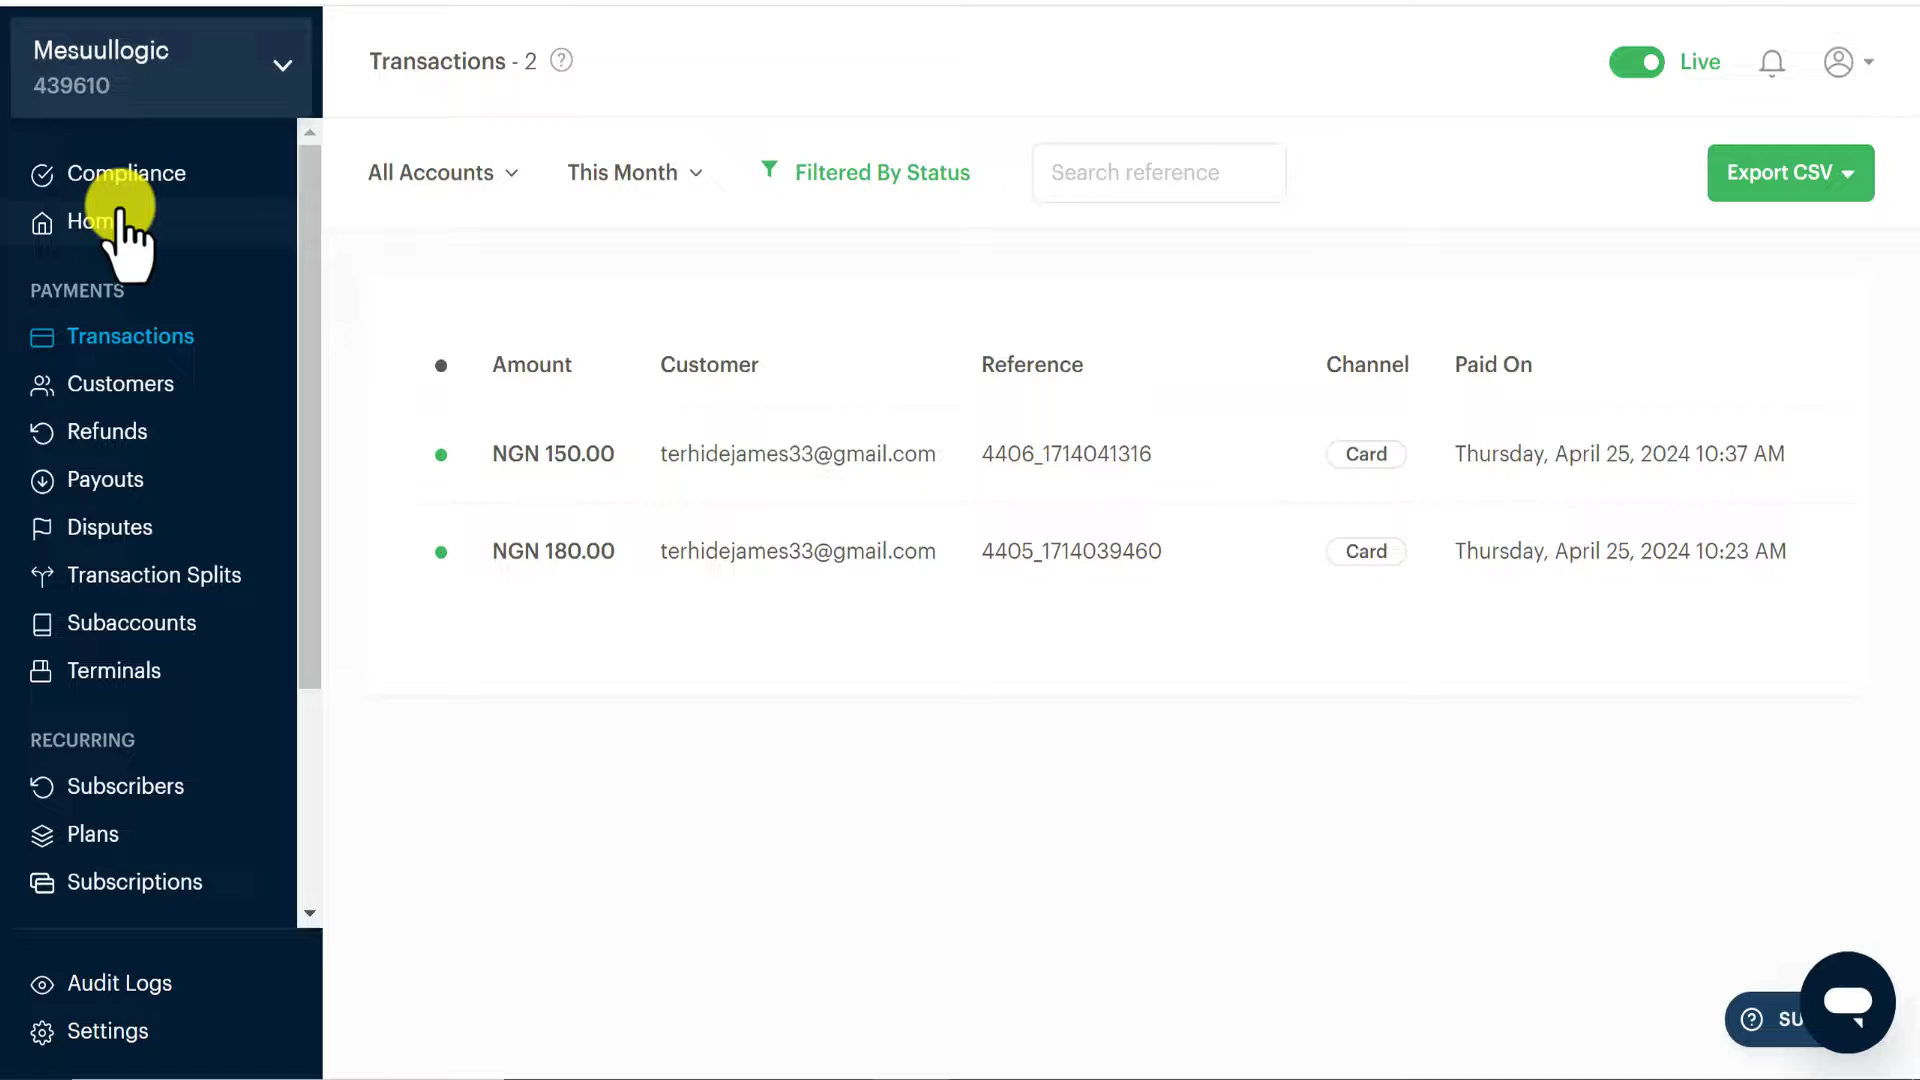 Mesuullogic
439610
Transactions - 2
Live
Compliance
Hom
All Accounts
This Month
Filtered By Status
Search reference
Export CSV
PAYMENTS
Transactions
Customers
Refunds
Payouts
Disputes
Transaction Splits
Subaccounts
Terminals
RECURRING
Subscribers
Plans
Subscriptions
Audit Logs
Settings
Amount Customer Reference Channel Paid On
NGN 150.00 terhidejames33@gmail.com 4406_1714041316 Card Thursday, April 25, 2024 10:37 AM
NGN 180.00 terhidejames33@gmail.com 4405_1714039460 Card Thursday, April 25, 2024 10:23 AM
SU